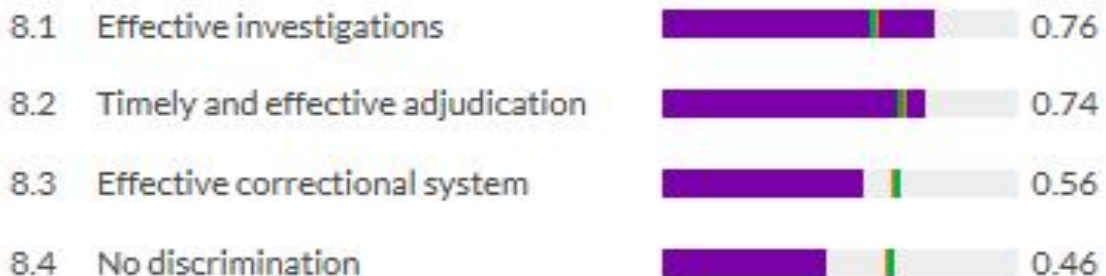 8.1 Effective investigations 0.76
8.2 Timely and effective adjudication 0.74
8.3 Effective correctional system 0.56
8.4 No discrimination 0.46